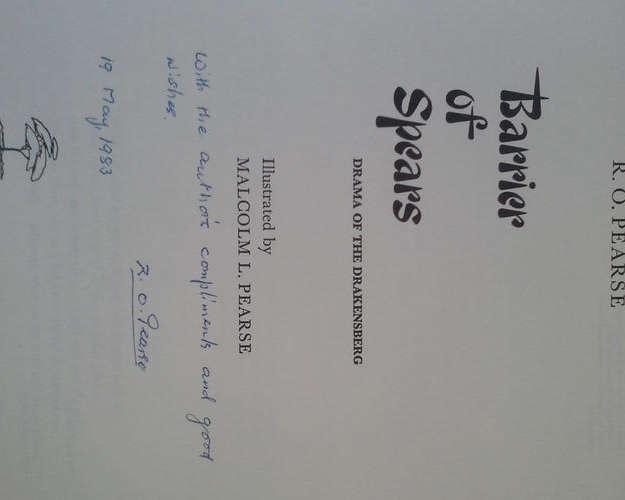 R. O. PEARSE
Barrier
of
Spears
DRAMA OF THE DRAKENSBERG
Illustrated by
MALCOLM L. PEARSE
With the author's compliments and good
wishes.
R. O. Pearse
19 May, 1983